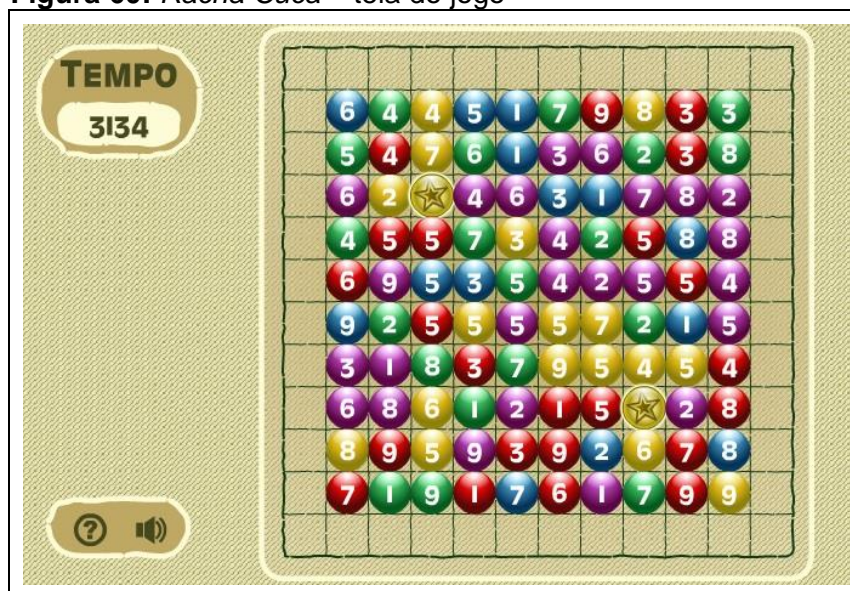 TEMPO
3134
6 4 4 5 1 7 9 8 3 3
5 4 7 6 1 3 6 2 3 8
6 2 4 6 3 1 7 8 2
4 5 5 7 3 4 2 5 8 8
6 9 5 3 5 4 2 5 5 4
9 2 5 5 5 5 7 2 1 5
3 1 8 3 7 9 5 4 5 4
6 8 6 1 2 1 5 2 8
8 9 5 9 3 9 2 6 7 8
7 1 9 1 7 6 1 7 9 9
?